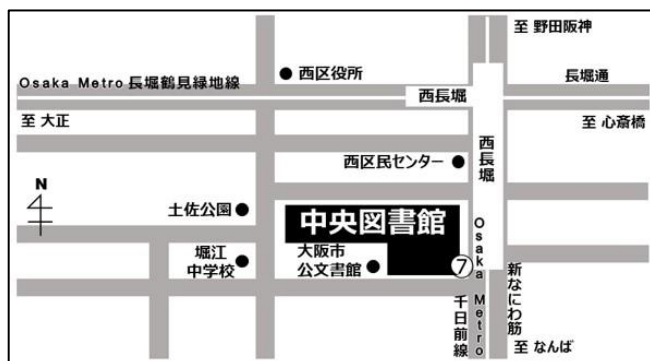 至 野田阪神
西区役所
Osaka Metro 長堀鶴見緑地線
長堀通
西長堀
至 大正
至 心斎橋
西長堀
西区民センター
N
土佐公園
中央図書館
堀江
中学校
大阪市
公文書館
⑦
Osaka Metro
千日前線
新なにわ筋
至 なんば